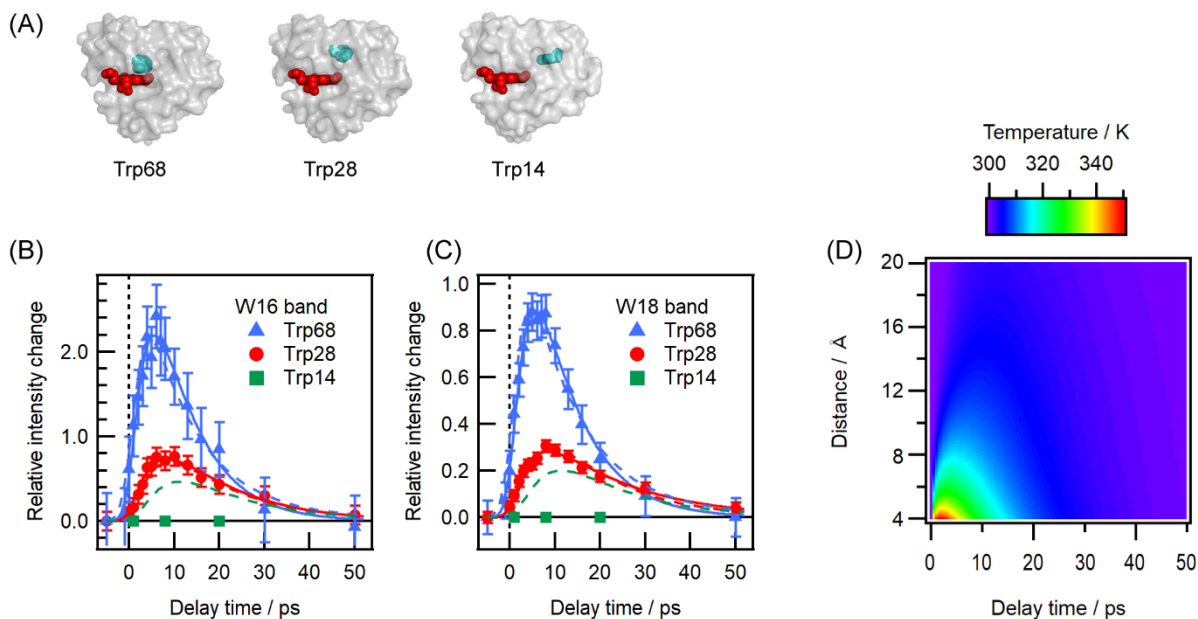 (A)
Trp68 Trp28 Trp14
(B)
W16 band
Trp68
Trp28
Trp14
Relative intensity change
2.0
1.0
0.0
0 10 20 30 40 50
Delay time / ps
(C)
W18 band
Trp68
Trp28
Trp14
Relative intensity change
1.0
0.8
0.6
0.4
0.2
0.0
0 10 20 30 40 50
Delay time / ps
Temperature / K
300 320 340
(D)
Distance / Å
20
16
12
8
4
0 10 20 30 40 50
Delay time / ps